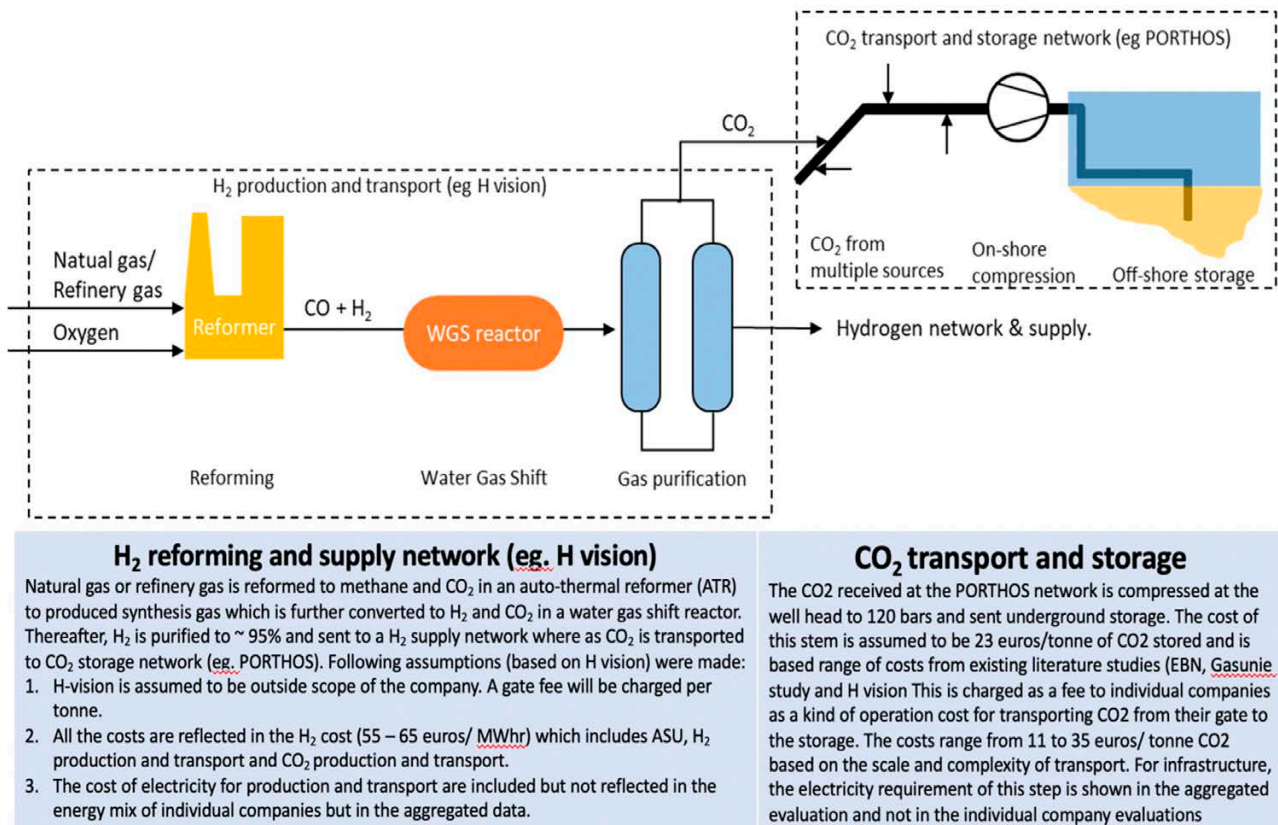 CO₂ transport and storage network (eg PORTHOS)
CO₂
H₂ production and transport (eg H vision)
CO₂ from
multiple sources
On-shore
compression
Off-shore storage
Natual gas/
Refinery gas
Oxygen
Reformer
CO + H₂
WGS reactor
Hydrogen network & supply.
Reforming
Water Gas Shift
Gas purification
H₂ reforming and supply network (eg. H vision)
Natural gas or refinery gas is reformed to methane and CO₂ in an auto-thermal reformer (ATR)
to produced synthesis gas which is further converted to H₂ and CO₂ in a water gas shift reactor.
Thereafter, H₂ is purified to ~ 95% and sent to a H₂ supply network where as CO₂ is transported
to CO₂ storage network (eg. PORTHOS). Following assumptions (based on H vision) were made:
1. H-vision is assumed to be outside scope of the company. A gate fee will be charged per
tonne.
2. All the costs are reflected in the H₂ cost (55 – 65 euros/ MWhr) which includes ASU, H₂
production and transport and CO₂ production and transport.
3. The cost of electricity for production and transport are included but not reflected in the
energy mix of individual companies but in the aggregated data.
CO₂ transport and storage
The CO2 received at the PORTHOS network is compressed at the
well head to 120 bars and sent underground storage. The cost of
this stem is assumed to be 23 euros/tonne of CO2 stored and is
based range of costs from existing literature studies (EBN, Gasunie
study and H vision This is charged as a fee to individual companies
as a kind of operation cost for transporting CO2 from their gate to
the storage. The costs range from 11 to 35 euros/ tonne CO2
based on the scale and complexity of transport. For infrastructure,
the electricity requirement of this step is shown in the aggregated
evaluation and not in the individual company evaluations